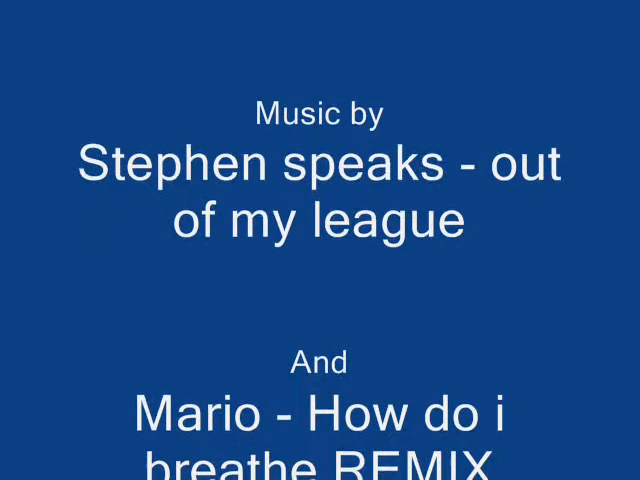 Music by
Stephen speaks - out
of my league
And
Mario - How do i
breathe REMIX